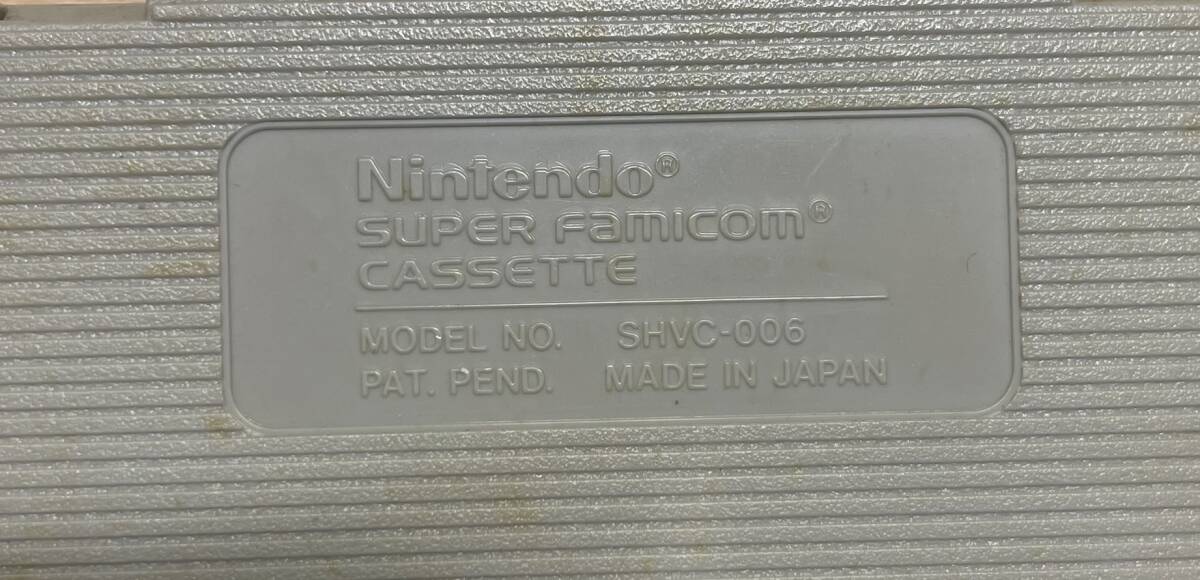 Nintendo®
SUPER Famicom®
CASSETTE
MODEL NO. SHVC-006
PAT. PEND. MADE IN JAPAN